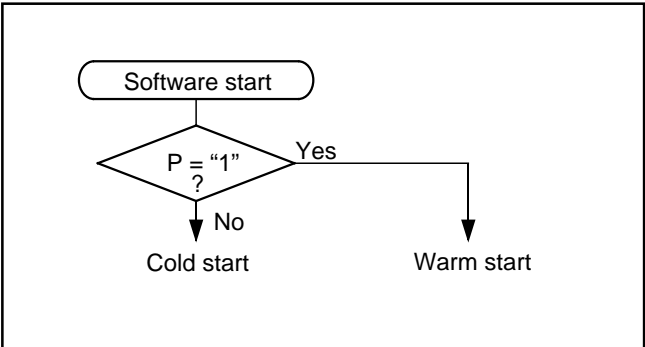 Software start
P = “1”
?
Yes
No
Cold start
Warm start